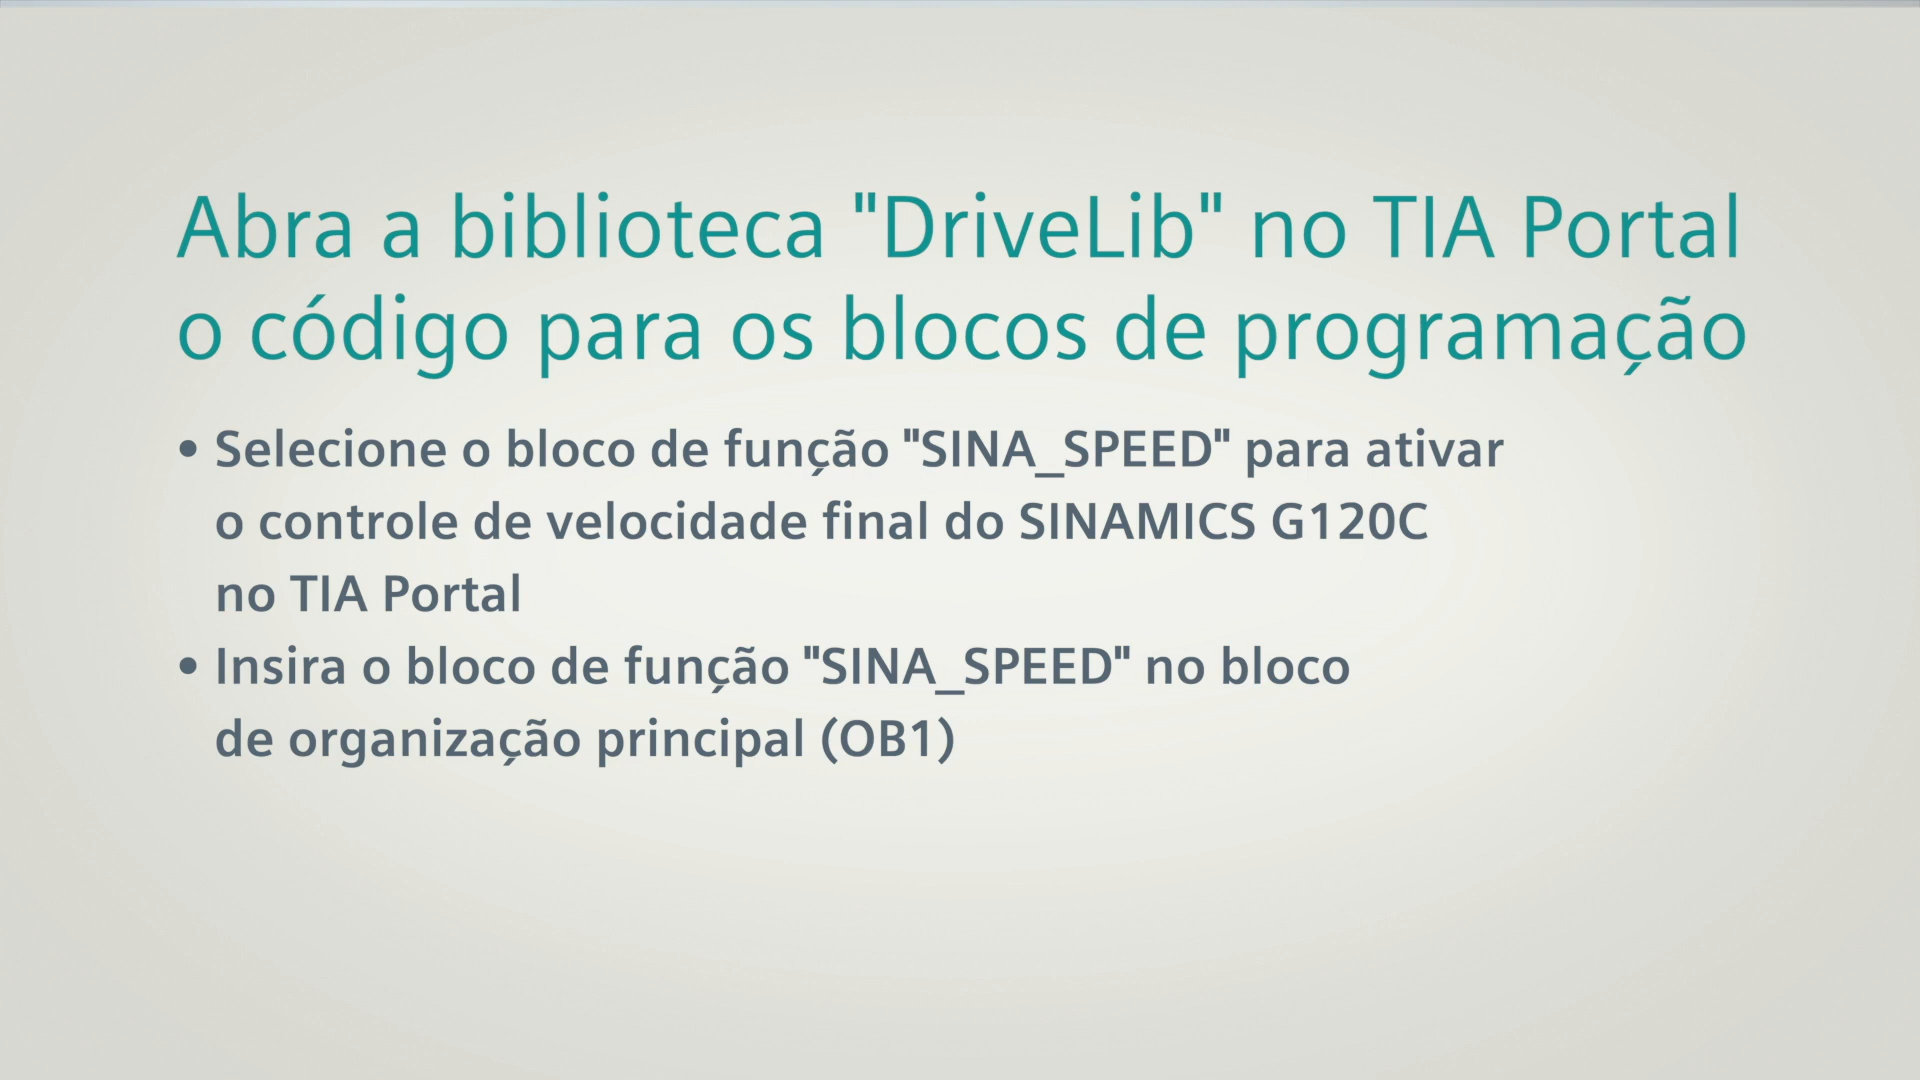 Abra a biblioteca "DriveLib" no TIA Portal
o código para os blocos de programação
• Selecione o bloco de função "SINA_SPEED" para ativar
o controle de velocidade final do SINAMICS G120C
no TIA Portal
• Insira o bloco de função "SINA_SPEED" no bloco
de organização principal (OB1)